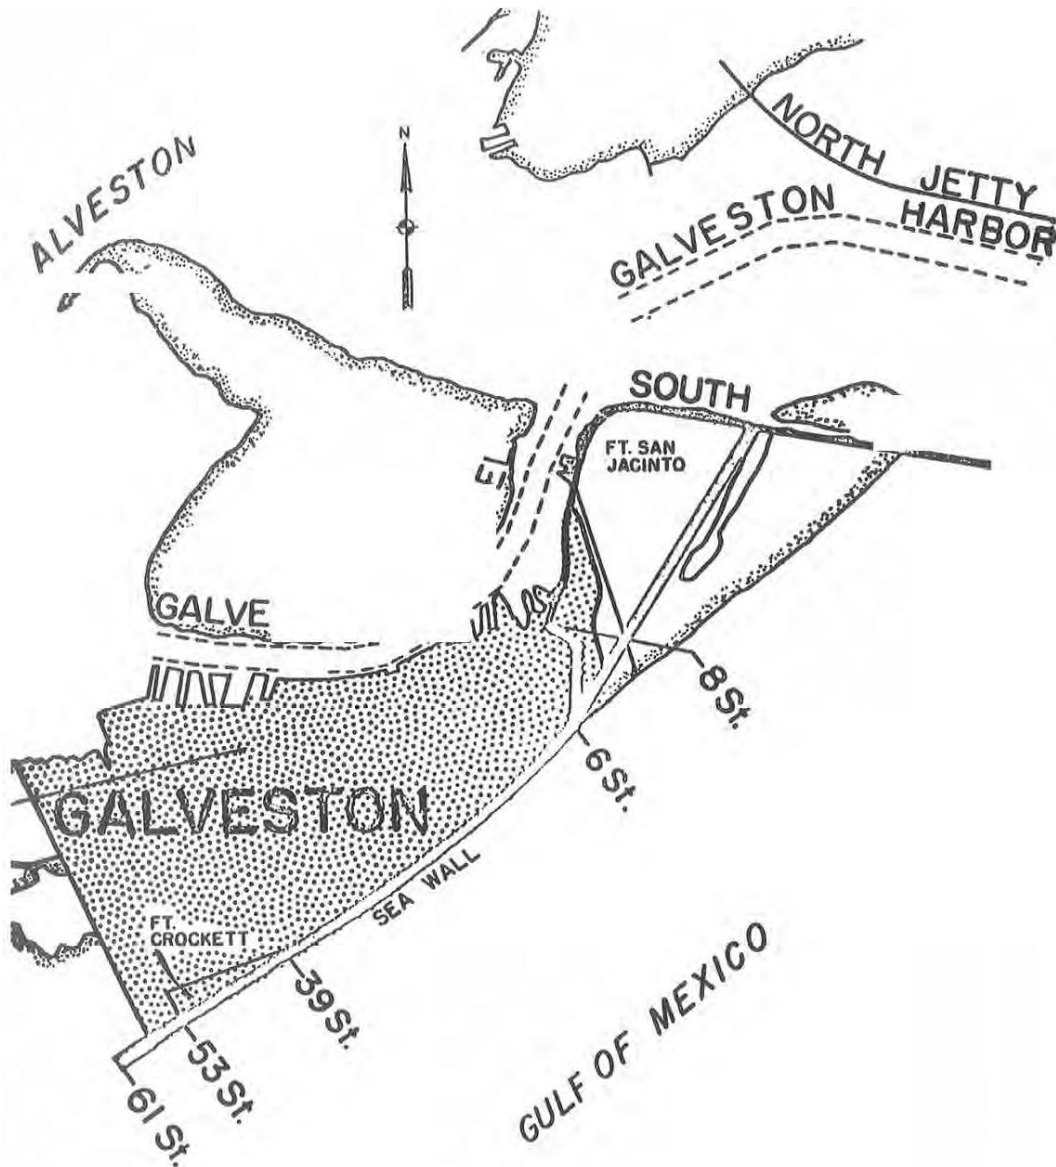 N
NORTH JETTY
ALVESTON
GALVESTON HARBOR
SOUTH
FT. SAN
JACINTO
EL
GALVE
8 St.
6 St.
GALVESTON
SEA WALL
FT.
CROCKETT
39 St.
53 St.
61 St.
GULF OF MEXICO